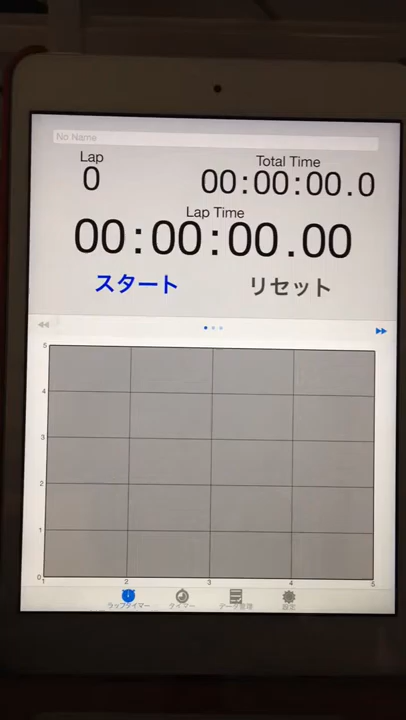 No Name
Lap
Total Time
0
00:00:00.0
Lap Time
00:00:00.00
スタート
リセット
5
4
3
2
1
0
1
2
3
4
5
ラップタイマー
タイマー
データ管理
設定